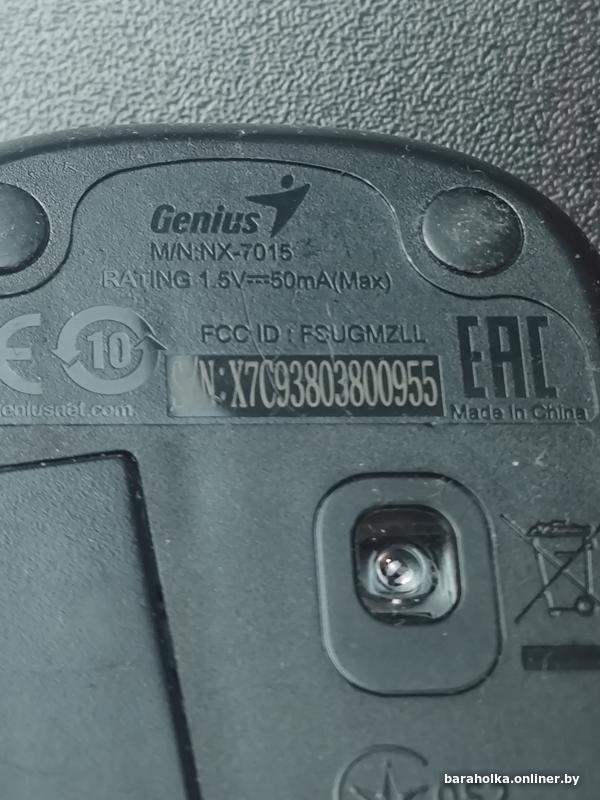 Genius
M/N:NX-7015
RATING 1.5V⎓50mA(Max)
FCC ID : FSUGMZLL
CE 10 EAC
S/N: X7C93803800955
geniusnet.com
Made in China
baraholka.onliner.by